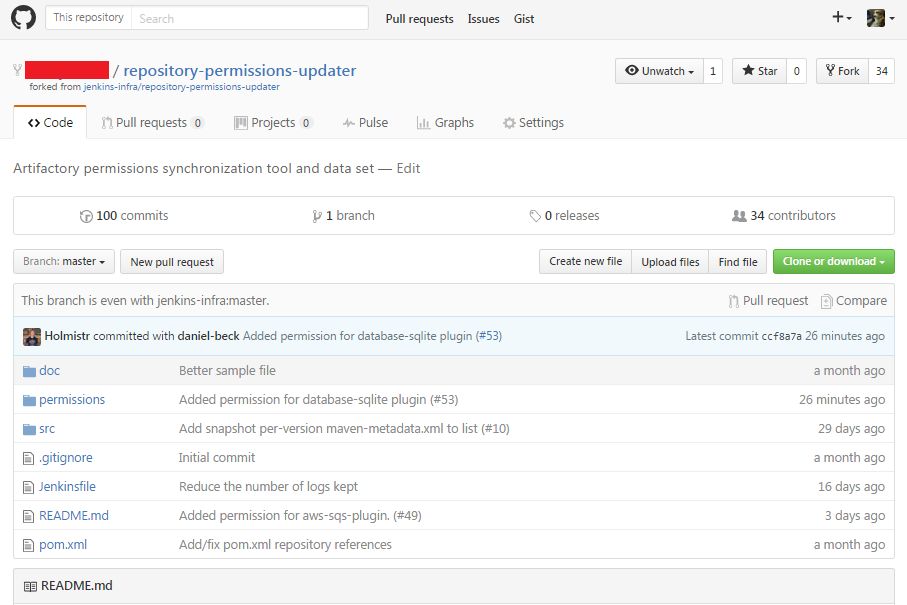 This repository Search Pull requests Issues Gist
/ repository-permissions-updater Unwatch 1 Star 0 Fork 34
forked from jenkins-infra/repository-permissions-updater
Code Pull requests 0 Projects 0 Pulse Graphs Settings
Artifactory permissions synchronization tool and data set — Edit
100 commits 1 branch 0 releases 34 contributors
Branch: master New pull request Create new file Upload files Find file Clone or download
This branch is even with jenkins-infra:master. Pull request Compare
Holmistr committed with daniel-beck Added permission for database-sqlite plugin (#53) Latest commit ccf8a7a 26 minutes ago
doc Better sample file a month ago
permissions Added permission for database-sqlite plugin (#53) 26 minutes ago
src Add snapshot per-version maven-metadata.xml to list (#10) 29 days ago
.gitignore Initial commit a month ago
Jenkinsfile Reduce the number of logs kept 16 days ago
README.md Added permission for aws-sqs-plugin. (#49) 3 days ago
pom.xml Add/fix pom.xml repository references a month ago
README.md